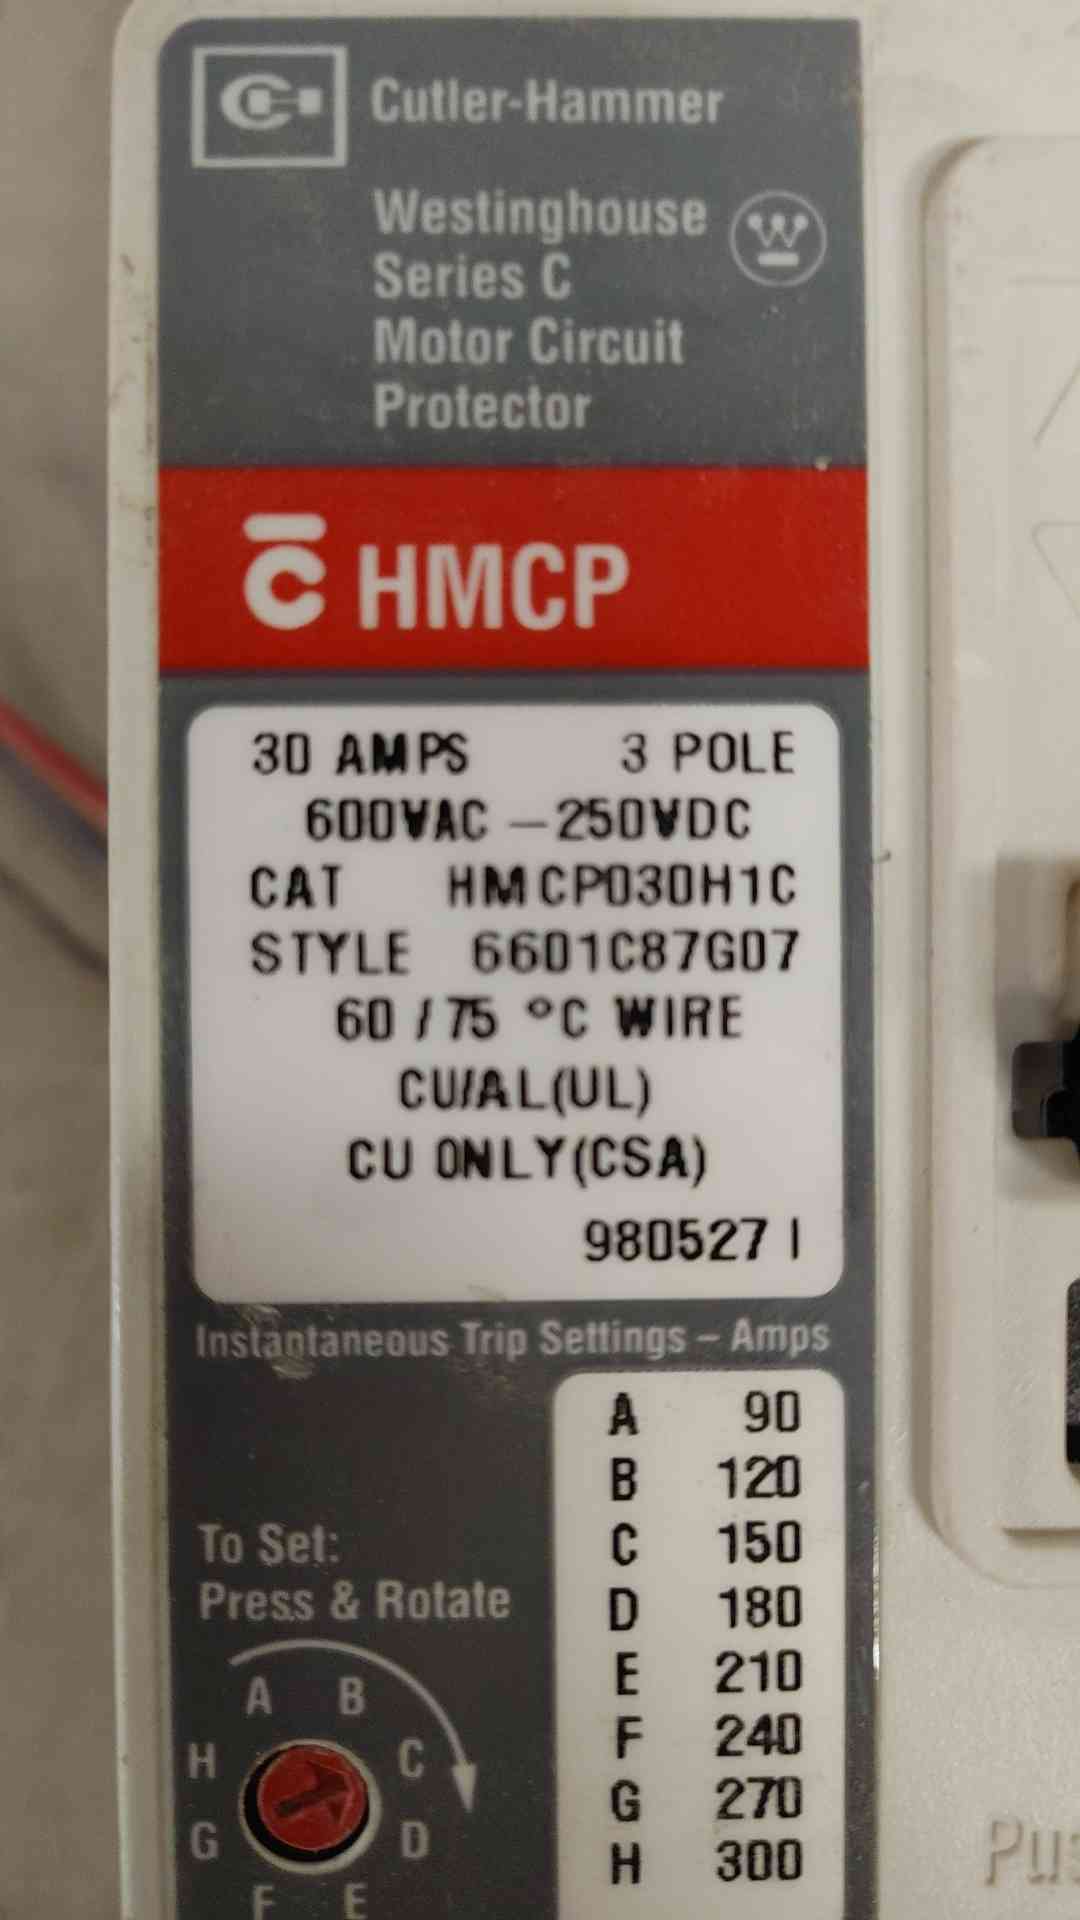 Cutler-Hammer
Westinghouse
Series C
Motor Circuit
Protector
C HMCP
30 AMPS 3 POLE
600VAC – 250VDC
CAT HMCP030H1C
STYLE 6601C87G07
60 / 75 °C WIRE
CU/AL(UL)
CU ONLY(CSA)
980527 I
Instantaneous Trip Settings – Amps
A 90
B 120
C 150
D 180
E 210
F 240
G 270
H 300
To Set:
Press & Rotate
A B
H C
G D
F E